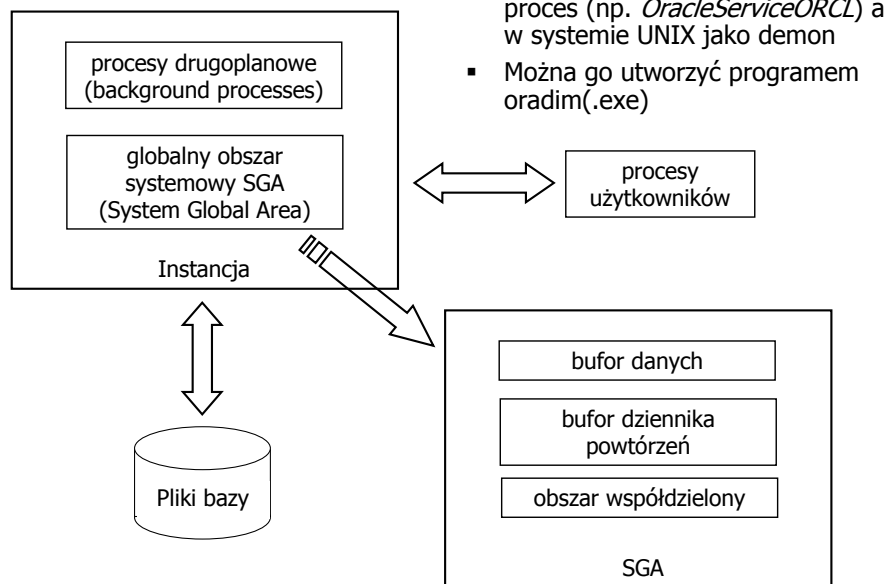 proces (np. OracleServiceORCL) a
w systemie UNIX jako demon
▪ Można go utworzyć programem
oradim(.exe)
procesy drugoplanowe
(background processes)
globalny obszar
systemowy SGA
(System Global Area)
Instancja
procesy
użytkowników
Pliki bazy
bufor danych
bufor dziennika
powtórzeń
obszar współdzielony
SGA